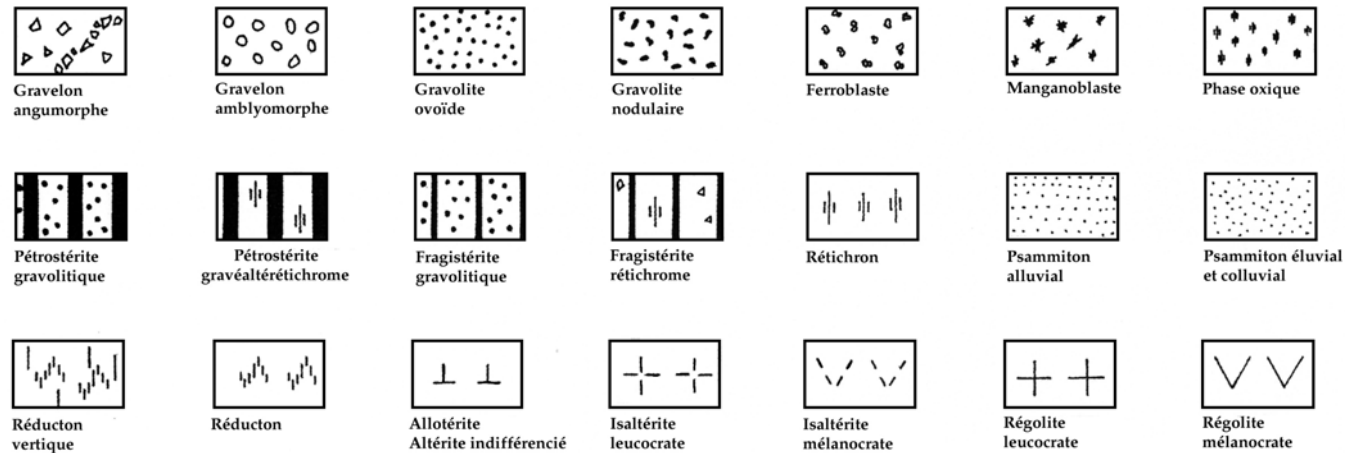 Gravelon
angumorphe
Gravelon
amblyomorphe
Gravolite
ovoïde
Gravolite
nodulaire
Ferroblaste
Manganoblaste
Phase oxique
Pétrostérite
gravolitique
Pétrostérite
gravéaltérétichrome
Fragistérite
gravolitique
Fragistérite
rétichrome
Rétichron
Psammiton
alluvial
Psammiton éluvial
et colluvial
Réducton
vertique
Réducton
Allotérite
Altérite indifférencié
Isaltérite
leucocrate
Isaltérite
mélanocrate
Régolite
leucocrate
Régolite
mélanocrate